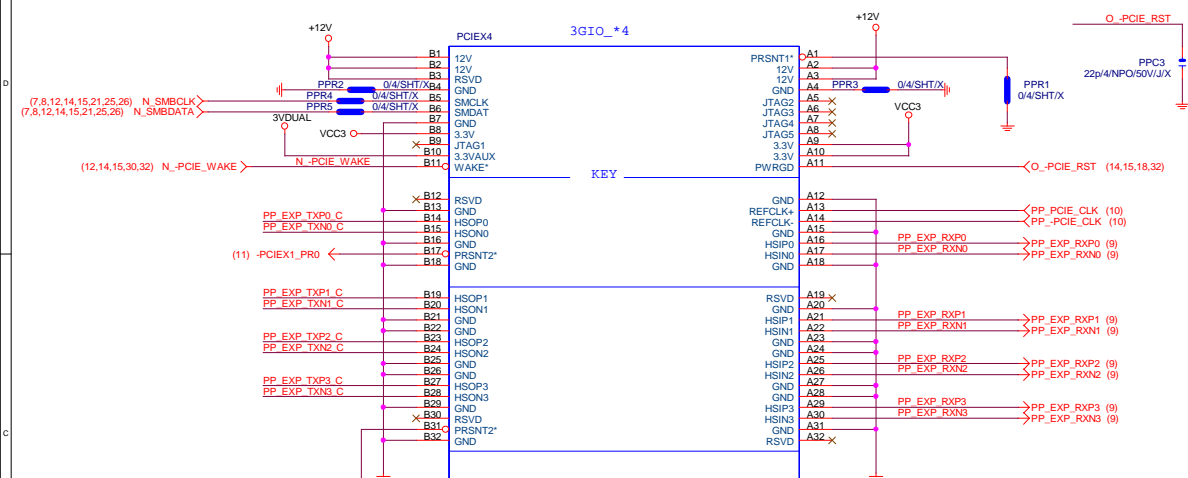 O_-PCIE_RST
+12V
+12V
3GIO_*4
PCIEX4
PPC3
22p/4/NPO/50V/J/X
D
B1 12V PRSNT1* A1
B2 12V 12V A2
B3 RSVD 12V A3
PPR2 0/4/SHT/X B4 GND GND A4 PPR3 0/4/SHT/X
PPR1
0/4/SHT/X
(7,8,12,14,15,21,25,26) N_SMBCLK PPR4 0/4/SHT/X B5 SMCLK JTAG2 A5
(7,8,12,14,15,21,25,26) N_SMBDATA PPR5 0/4/SHT/X B6 SMDAT JTAG3 A6
VCC3
3VDUAL B7 GND JTAG4 A7
VCC3 B8 3.3V JTAG5 A8
B9 JTAG1 3.3V A9
B10 3.3VAUX 3.3V A10
(12,14,15,30,32) N_-PCIE_WAKE N_-PCIE_WAKE B11 WAKE* PWRGD A11 O_-PCIE_RST (14,15,18,32)
KEY
B12 RSVD GND A12
B13 GND REFCLK+ A13 PP_PCIE_CLK (10)
PP_EXP_TXP0_C B14 HSOP0 REFCLK- A14 PP_-PCIE_CLK (10)
PP_EXP_TXN0_C B15 HSON0 GND A15
B16 GND HSIP0 A16 PP_EXP_RXP0 PP_EXP_RXP0 (9)
(11) -PCIEX1_PR0 B17 PRSNT2* HSIN0 A17 PP_EXP_RXN0 PP_EXP_RXN0 (9)
B18 GND GND A18
PP_EXP_TXP1_C B19 HSOP1 RSVD A19
PP_EXP_TXN1_C B20 HSON1 GND A20
B21 GND HSIP1 A21 PP_EXP_RXP1 PP_EXP_RXP1 (9)
B22 GND HSIN1 A22 PP_EXP_RXN1 PP_EXP_RXN1 (9)
PP_EXP_TXP2_C B23 HSOP2 GND A23
PP_EXP_TXN2_C B24 HSON2 GND A24
B25 GND HSIP2 A25 PP_EXP_RXP2 PP_EXP_RXP2 (9)
B26 GND HSIN2 A26 PP_EXP_RXN2 PP_EXP_RXN2 (9)
PP_EXP_TXP3_C B27 HSOP3 GND A27
PP_EXP_TXN3_C B28 HSON3 GND A28
B29 GND HSIP3 A29 PP_EXP_RXP3 PP_EXP_RXP3 (9)
B30 RSVD HSIN3 A30 PP_EXP_RXN3 PP_EXP_RXN3 (9)
C
B31 PRSNT2* GND A31
B32 GND RSVD A32